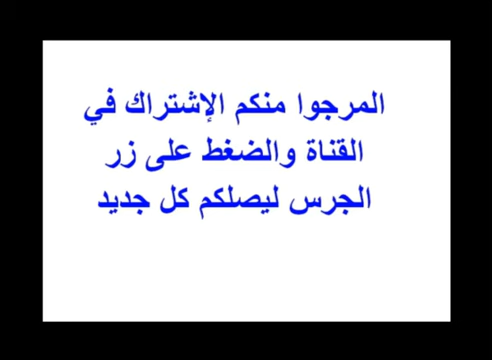 المرجوا منكم الإشتراك في
القناة والضغط على زر
الجرس ليصلكم كل جديد